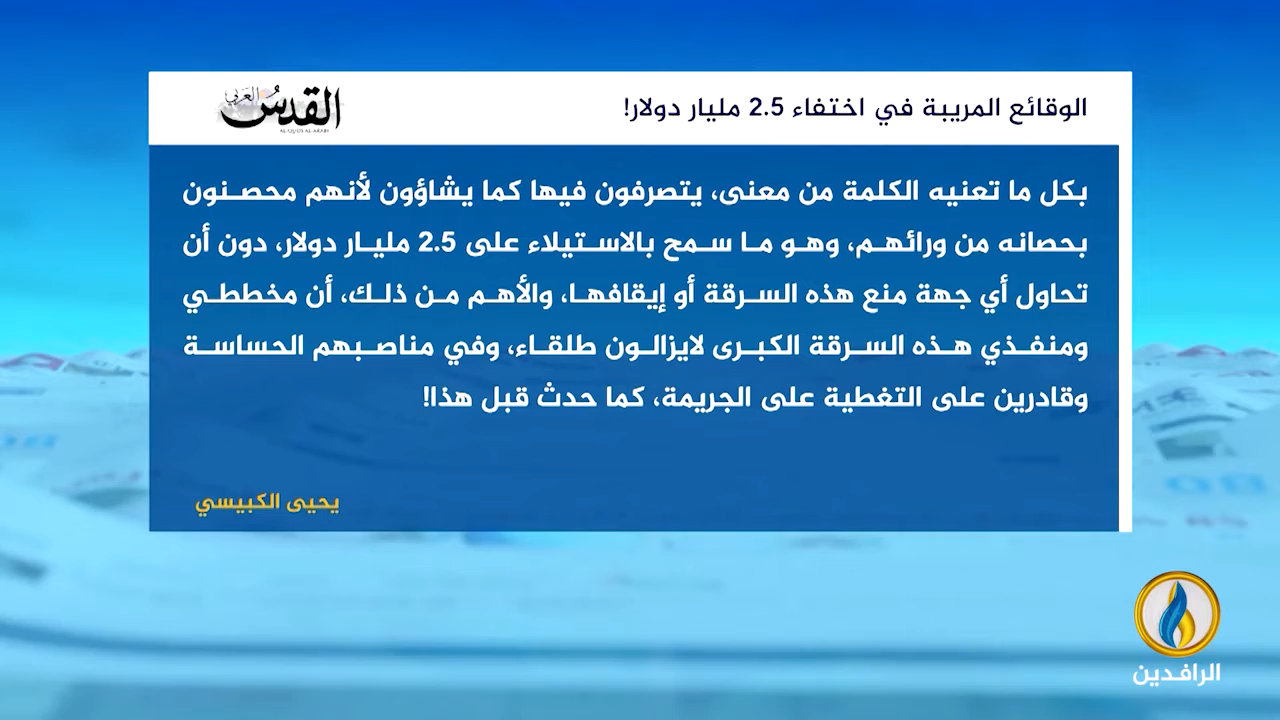 الوقائع المريبة في اختفاء 2.5 مليار دولار!
القدس العربي
AL-QUDS AL-ARABI
بكل ما تعنيه الكلمة من معنى، يتصرفون فيها كما يشاؤون لأنهم محصنون
بحصانه من ورائهم، وهو ما سمح بالاستيلاء على 2.5 مليار دولار، دون أن
تحاول أي جهة منع هذه السرقة أو إيقافها، والأهم من ذلك، أن مخططي
ومنفذي هذه السرقة الكبرى لايزالون طلقاء، وفي مناصبهم الحساسة
وقادرين على التغطية على الجريمة، كما حدث قبل هذا!
يحيى الكبيسي
الرافدين